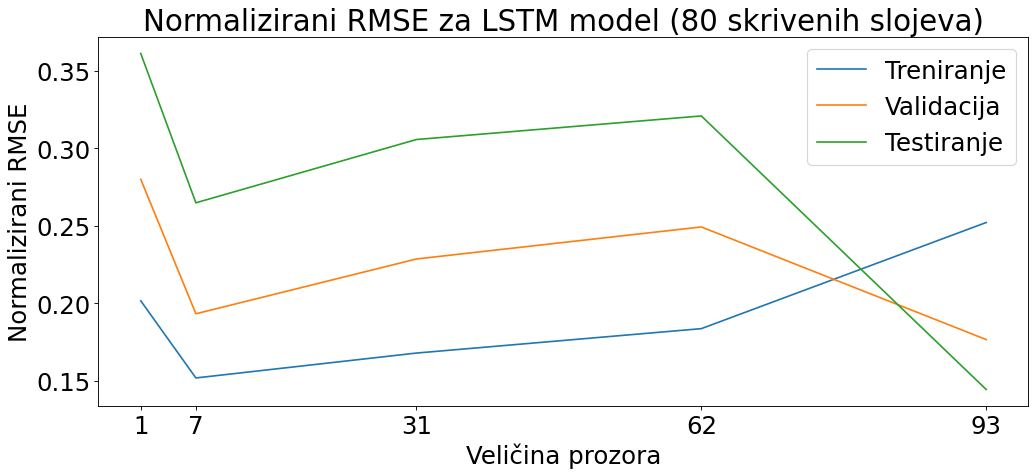 Normalizirani RMSE za LSTM model (80 skrivenih slojeva)
Treniranje
Validacija
Testiranje
Normalizirani RMSE
0.35
0.30
0.25
0.20
0.15
1 7 31 62 93
Veličina prozora